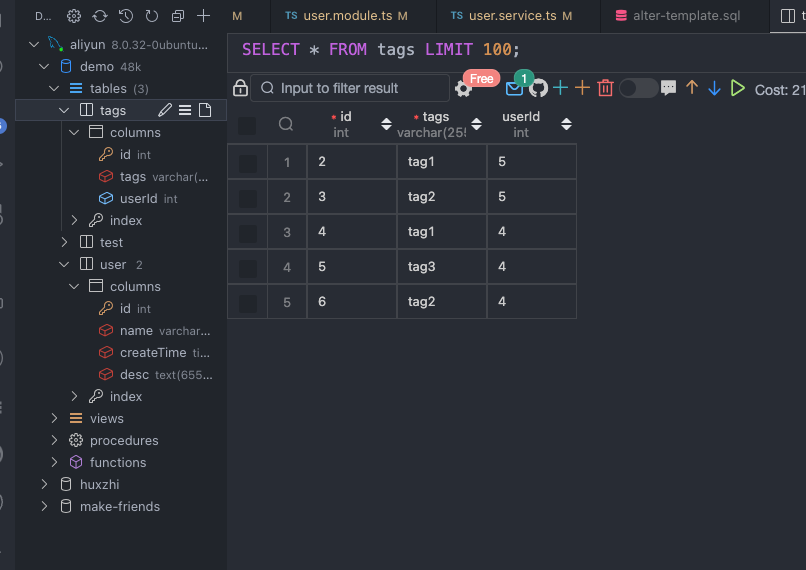 D...
M
TS user.module.ts M
TS user.service.ts M
alter-template.sql
aliyun 8.0.32-0ubuntu...
demo 48k
tables (3)
tags
columns
id int
tags varchar(...
userId int
index
test
user 2
columns
id int
name varchar...
createTime ti...
desc text(655...
index
views
procedures
functions
huxzhi
make-friends
SELECT * FROM tags LIMIT 100;
Input to filter result
Free
1
Cost: 21
* id * tags userId
int varchar(255 int
1 2 tag1 5
2 3 tag2 5
3 4 tag1 4
4 5 tag3 4
5 6 tag2 4